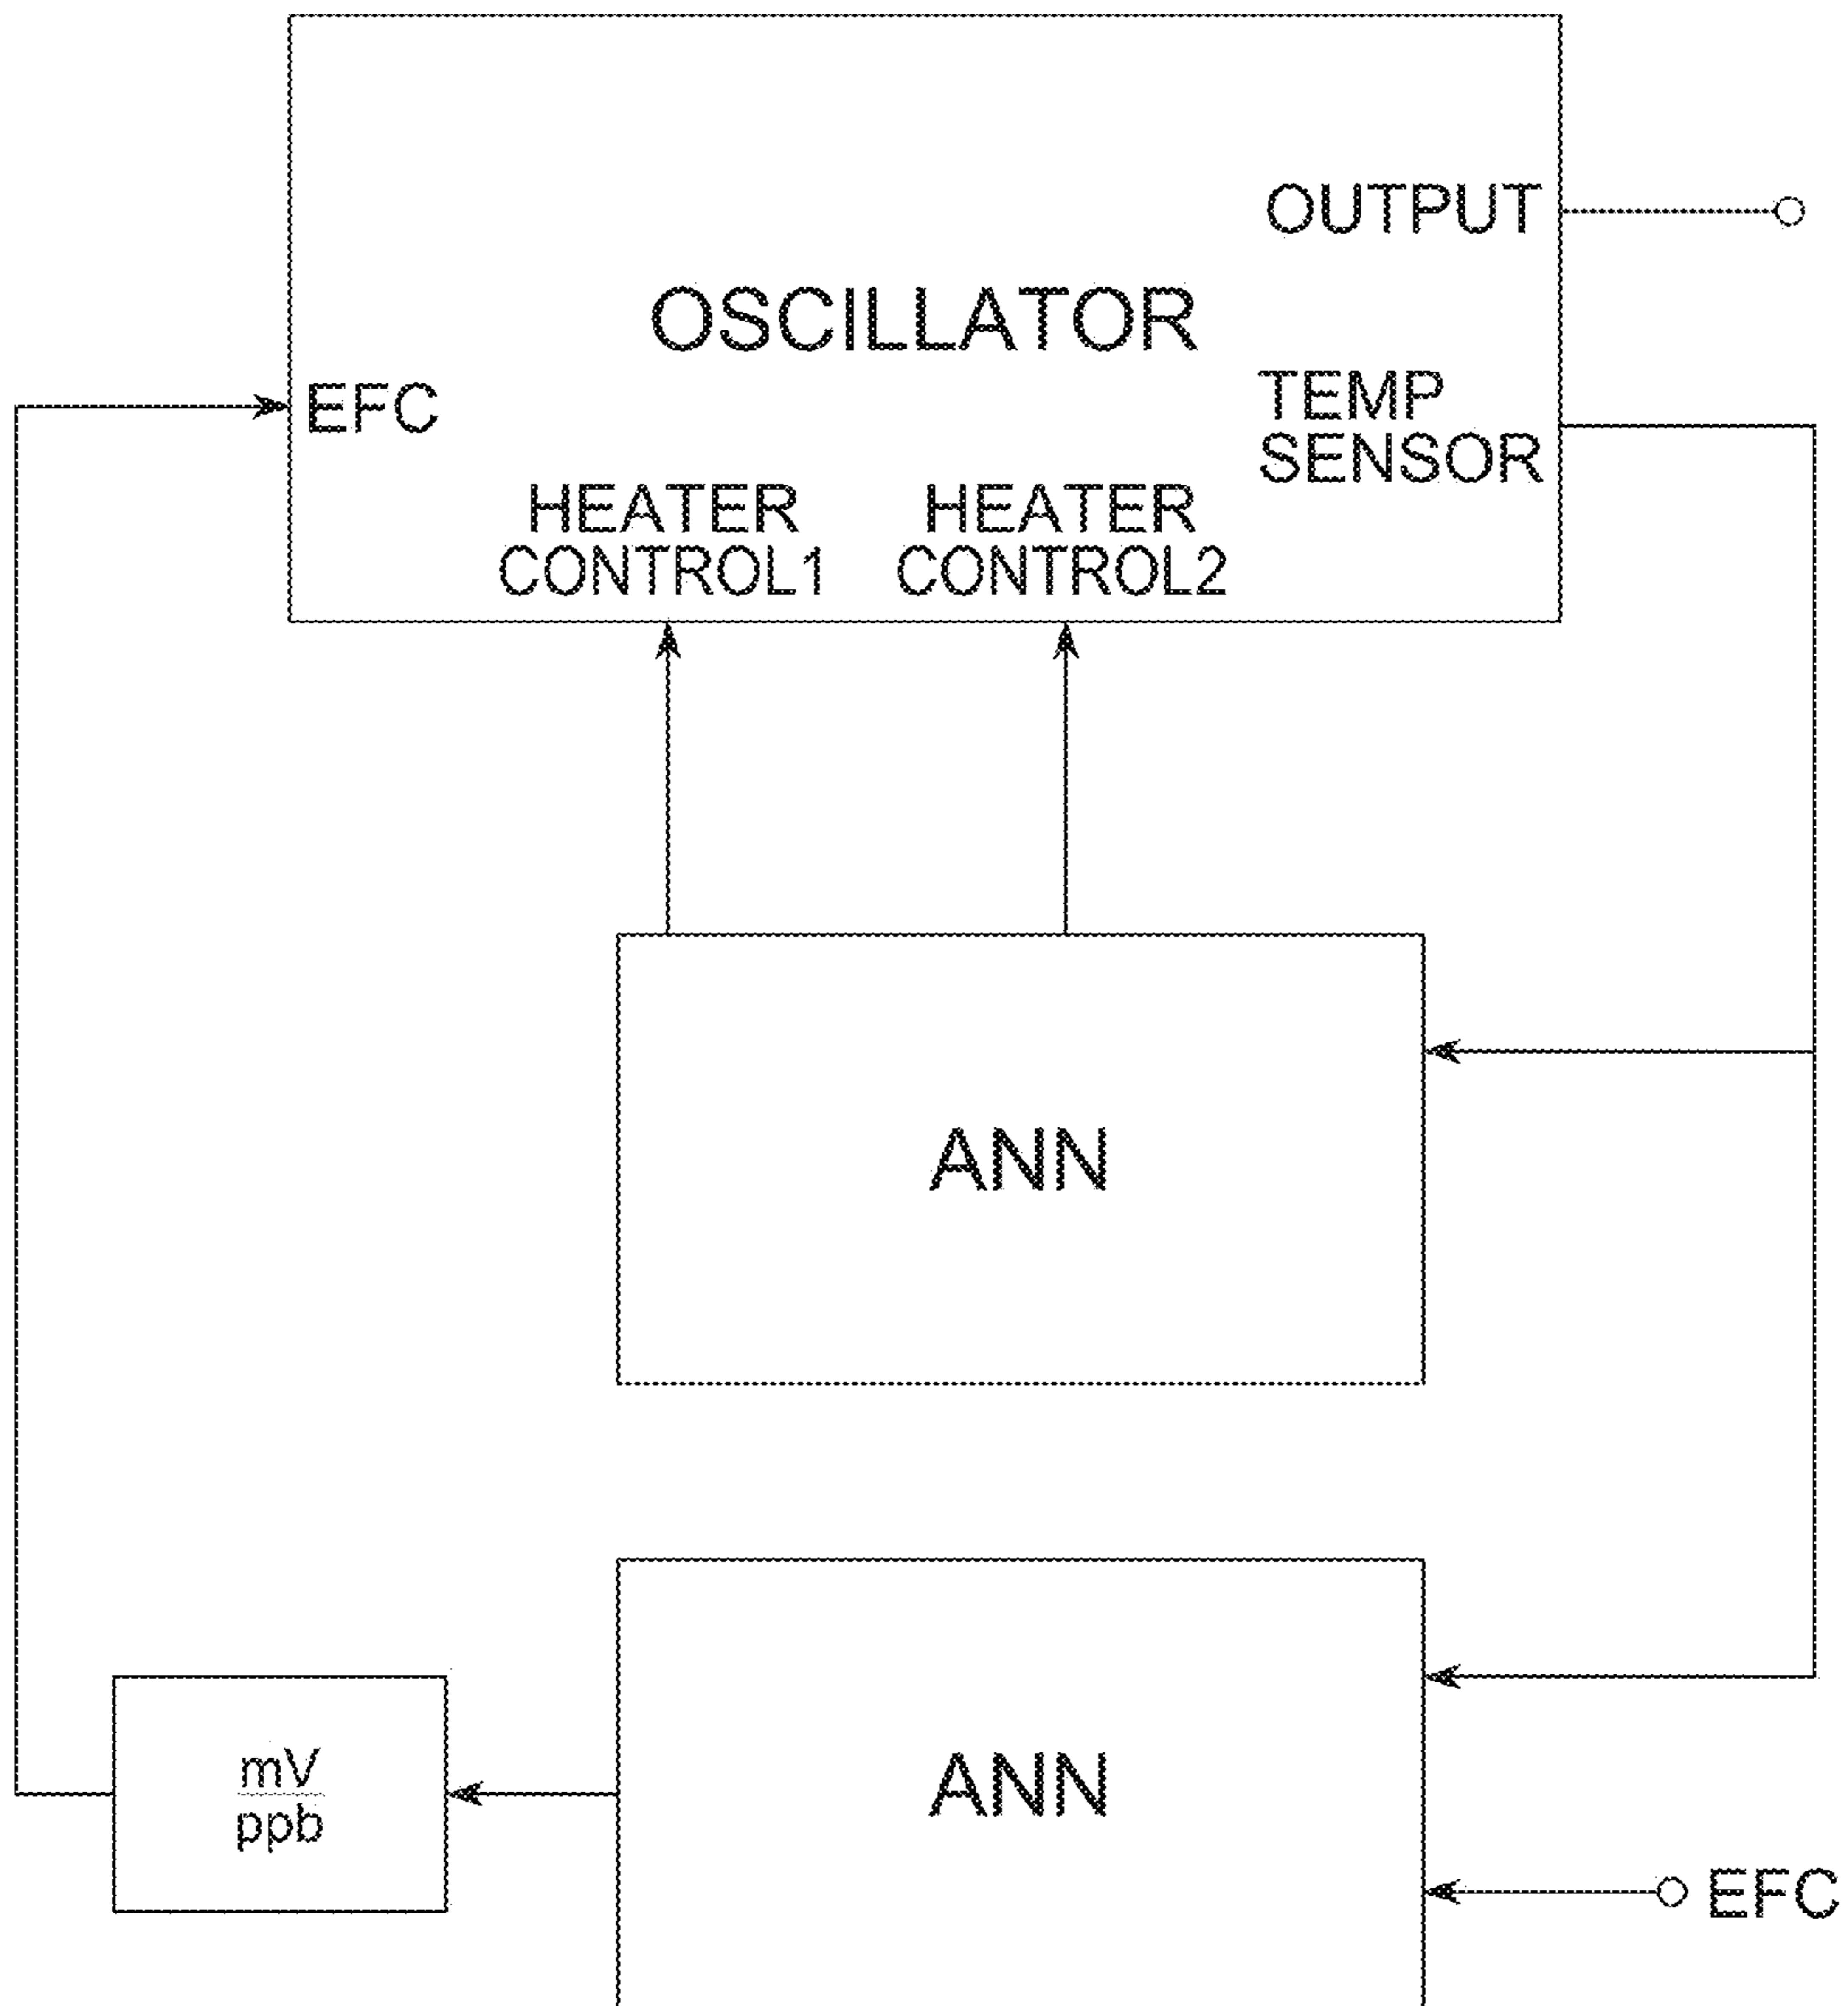 OUTPUT
OSCILLATOR
EFC
TEMP
SENSOR
HEATER
CONTROL1
HEATER
CONTROL2
ANN
ANN
mV
ppb
EFC